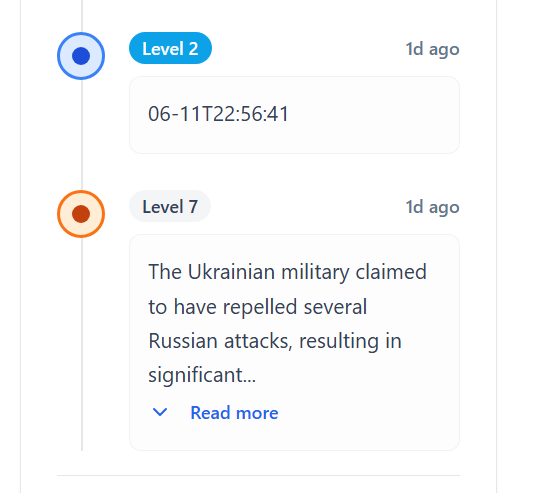 Level 2
1d ago
06-11T22:56:41
Level 7
1d ago
The Ukrainian military claimed
to have repelled several
Russian attacks, resulting in
significant...
Read more